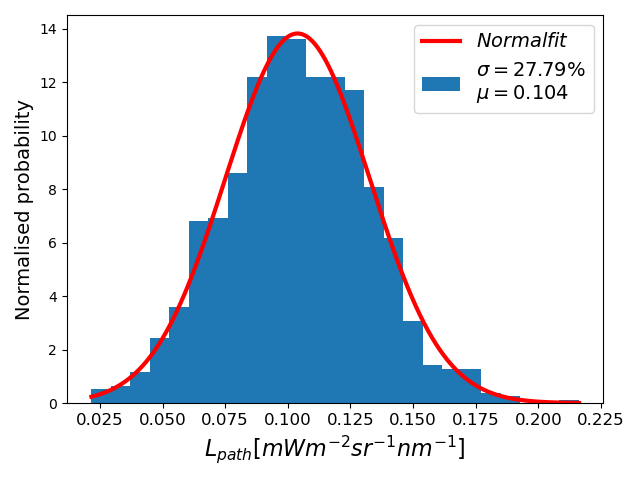 Normalfit
σ = 27.79%
μ = 0.104
Normalised probability
14
12
10
8
6
4
2
0
0.025 0.050 0.075 0.100 0.125 0.150 0.175 0.200 0.225
L_path[mWm⁻²sr⁻¹nm⁻¹]